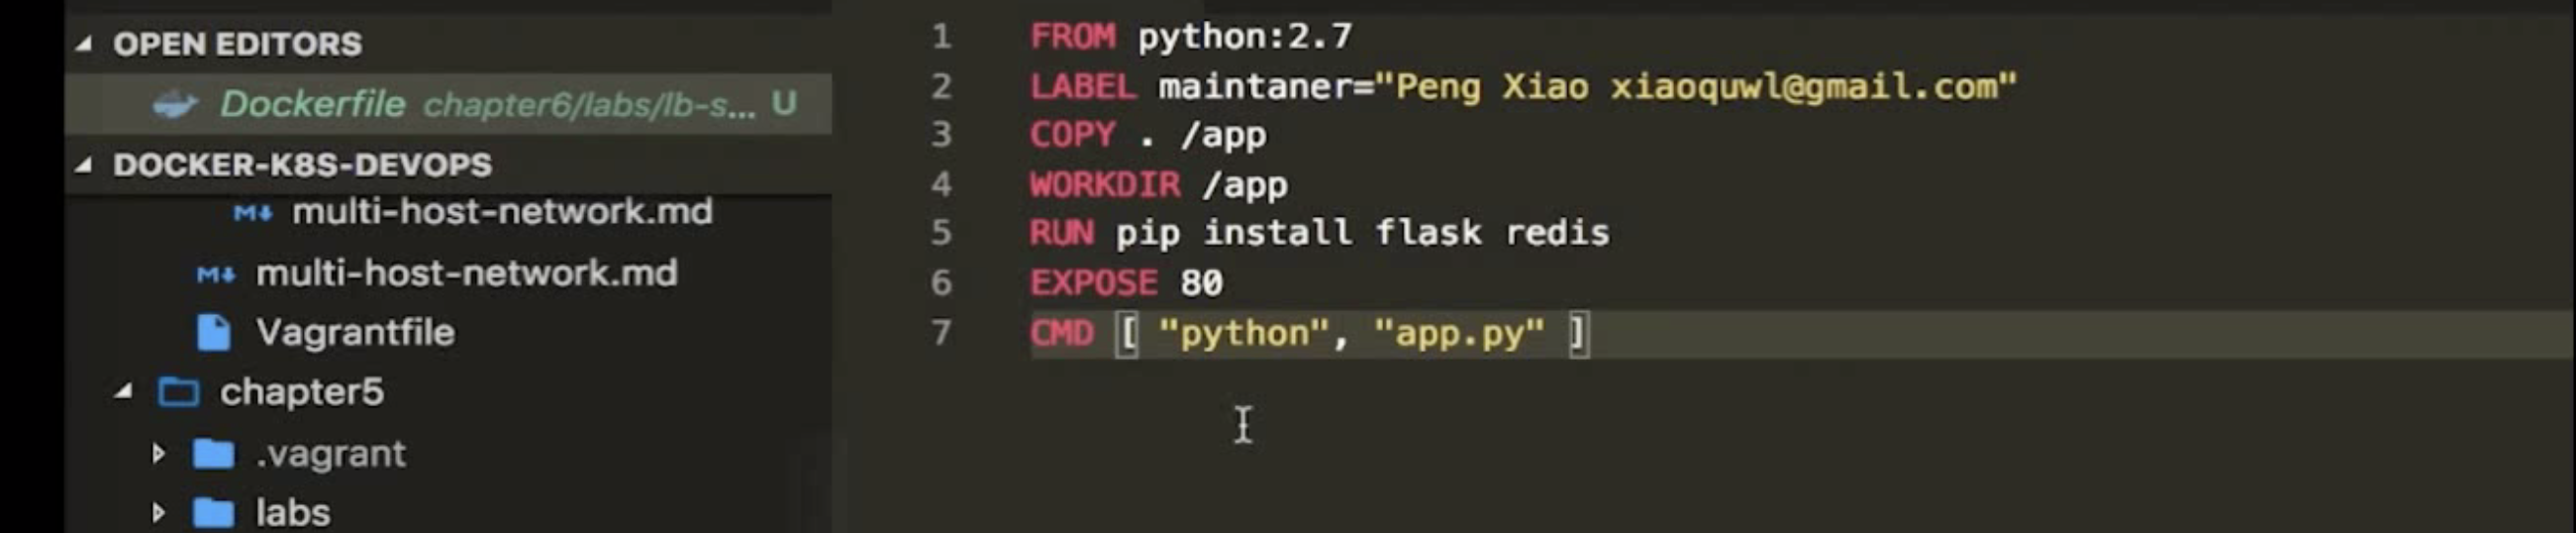 OPEN EDITORS
Dockerfile chapter6/labs/lb-s... U
DOCKER-K8S-DEVOPS
M↓ multi-host-network.md
M↓ multi-host-network.md
Vagrantfile
chapter5
.vagrant
labs
1 FROM python:2.7
2 LABEL maintaner="Peng Xiao xiaoquwl@gmail.com"
3 COPY . /app
4 WORKDIR /app
5 RUN pip install flask redis
6 EXPOSE 80
7 CMD [ "python", "app.py" ]